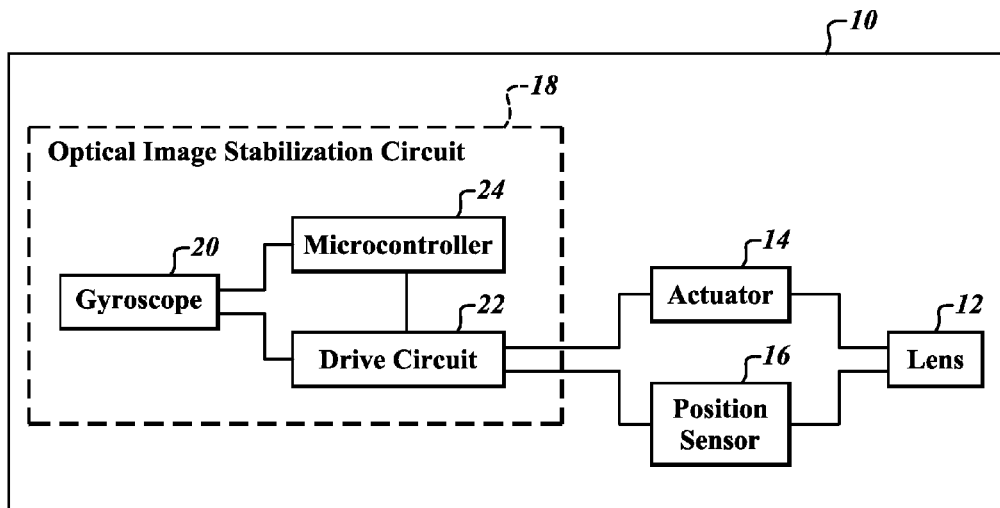 10
18
Optical Image Stabilization Circuit
24
Microcontroller
20
Gyroscope
22
Drive Circuit
14
Actuator
12
Lens
16
Position
Sensor